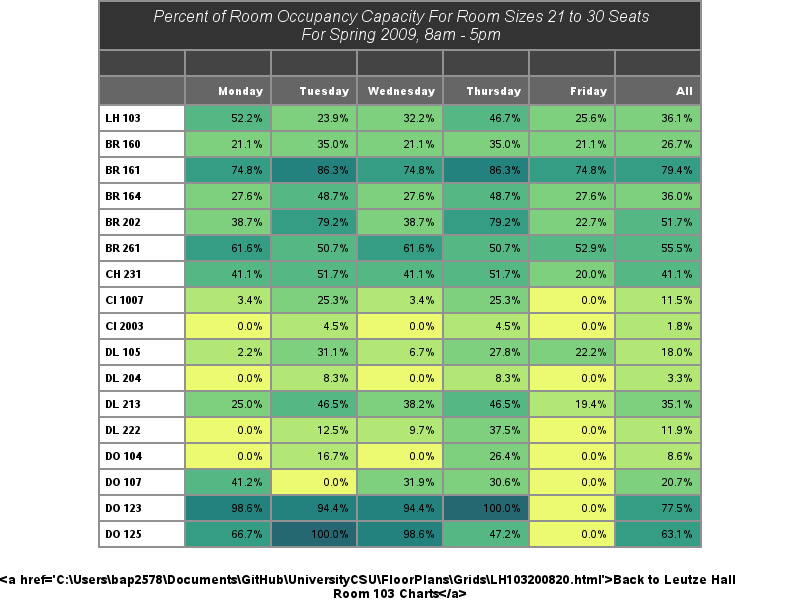 Percent of Room Occupancy Capacity For Room Sizes 21 to 30 Seats
For Spring 2009, 8am - 5pm
Monday Tuesday Wednesday Thursday Friday All
LH 103 52.2% 23.9% 32.2% 46.7% 25.6% 36.1%
BR 160 21.1% 35.0% 21.1% 35.0% 21.1% 26.7%
BR 161 74.8% 86.3% 74.8% 86.3% 74.8% 79.4%
BR 164 27.6% 48.7% 27.6% 48.7% 27.6% 36.0%
BR 202 38.7% 79.2% 38.7% 79.2% 22.7% 51.7%
BR 261 61.6% 50.7% 61.6% 50.7% 52.9% 55.5%
CH 231 41.1% 51.7% 41.1% 51.7% 20.0% 41.1%
CI 1007 3.4% 25.3% 3.4% 25.3% 0.0% 11.5%
CI 2003 0.0% 4.5% 0.0% 4.5% 0.0% 1.8%
DL 105 2.2% 31.1% 6.7% 27.8% 22.2% 18.0%
DL 204 0.0% 8.3% 0.0% 8.3% 0.0% 3.3%
DL 213 25.0% 46.5% 38.2% 46.5% 19.4% 35.1%
DL 222 0.0% 12.5% 9.7% 37.5% 0.0% 11.9%
DO 104 0.0% 16.7% 0.0% 26.4% 0.0% 8.6%
DO 107 41.2% 0.0% 31.9% 30.6% 0.0% 20.7%
DO 123 98.6% 94.4% 94.4% 100.0% 0.0% 77.5%
DO 125 66.7% 100.0% 98.6% 47.2% 0.0% 63.1%
<a href='C:\Users\bap2578\Documents\GitHub\UniversityCSU\FloorPlans\Grids\LH103200820.html'>Back to Leutze Hall
Room 103 Charts</a>